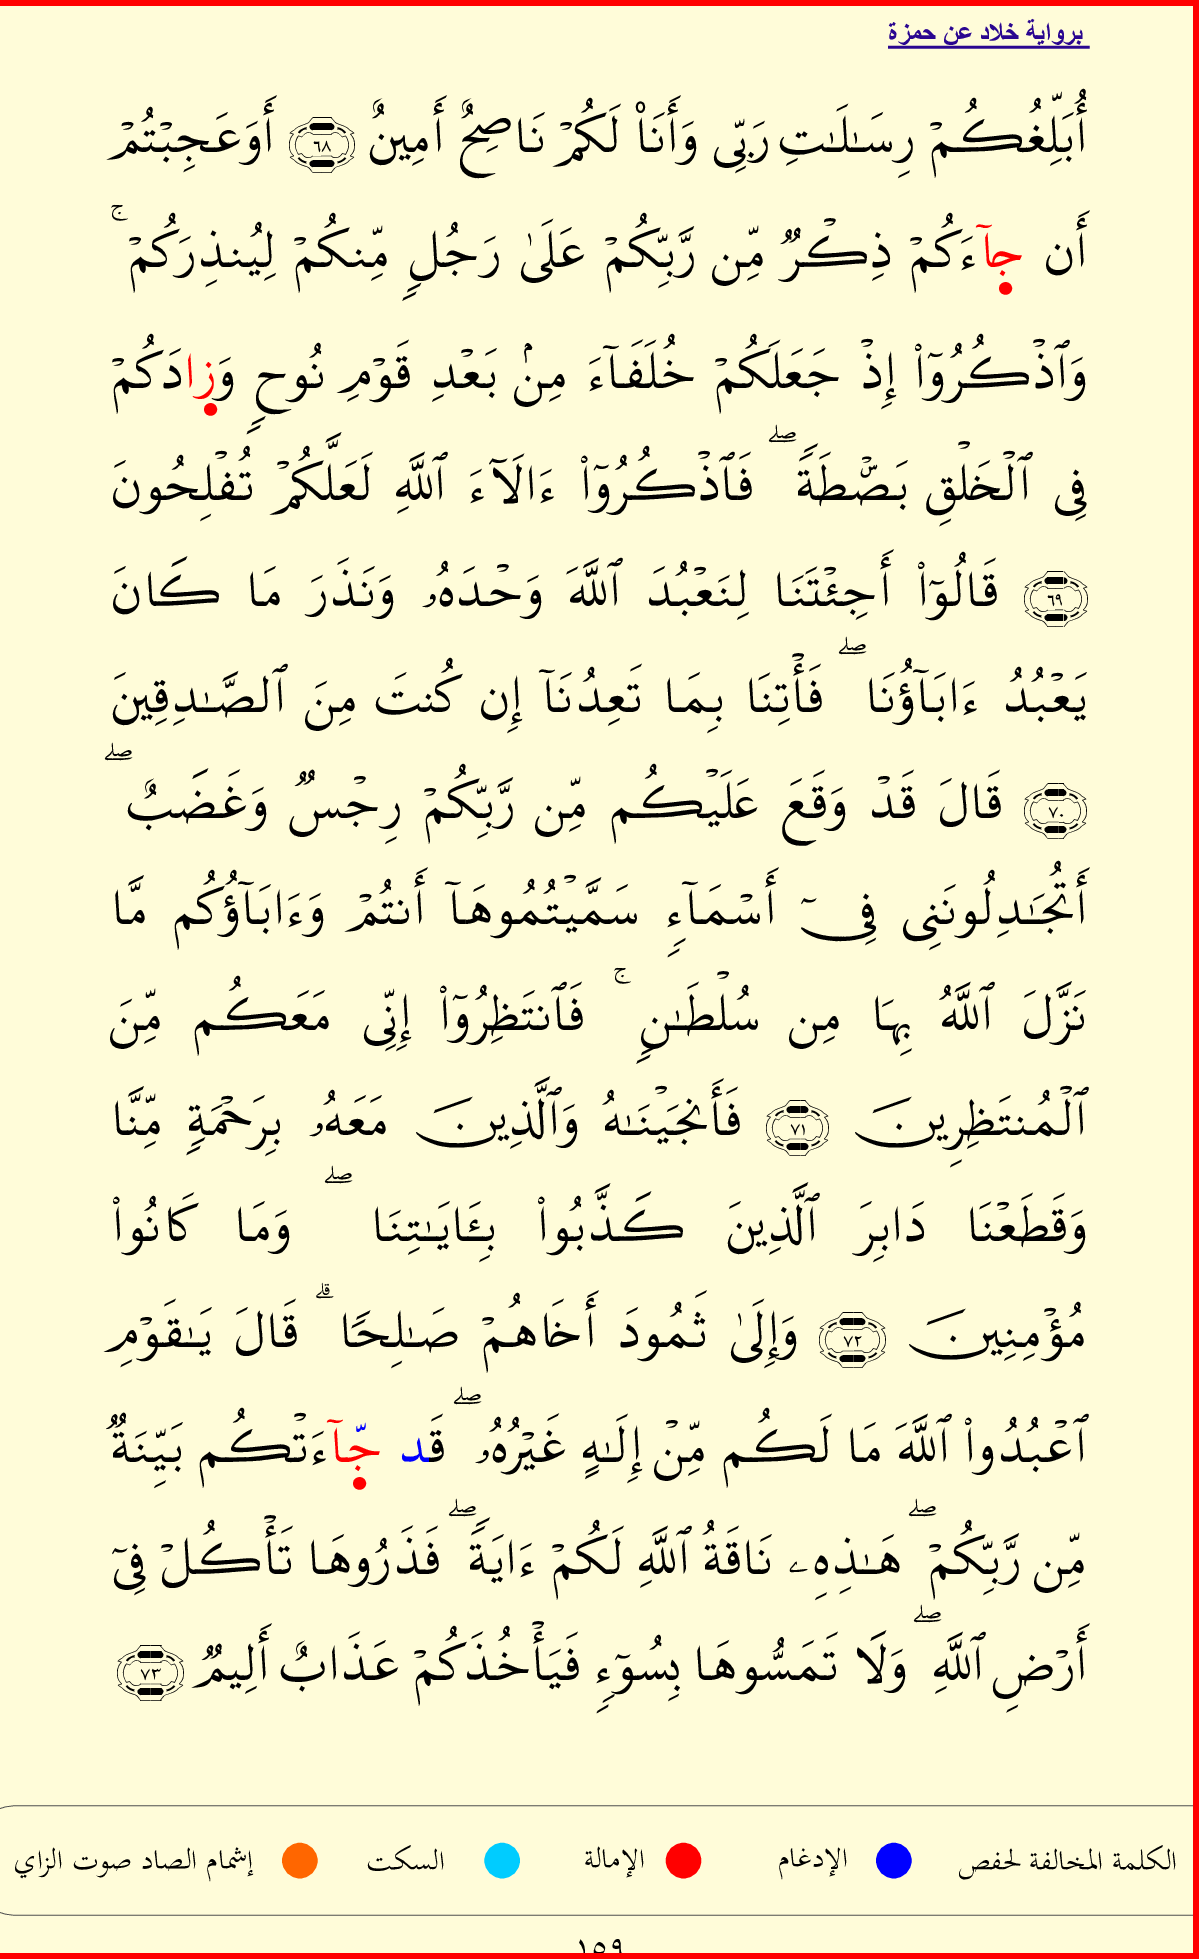 برواية خلاد عن حمزة
أُبَلِّغُكُمۡ رِسَٰلَٰتِ رَبِّي وَأَنَا۠ لَكُمۡ نَاصِحٌ أَمِينٌ ٦٨ أَوَعَجِبۡتُمۡ
أَن جَآءَكُمۡ ذِكۡرٞ مِّن رَّبِّكُمۡ عَلَىٰ رَجُلٖ مِّنكُمۡ لِيُنذِرَكُمۡۚ
وَٱذۡكُرُوٓاْ إِذۡ جَعَلَكُمۡ خُلَفَآءَ مِنۢ بَعۡدِ قَوۡمِ نُوحٖ وَزَادَكُمۡ
فِي ٱلۡخَلۡقِ بَصۜۡطَةٗۖ فَٱذۡكُرُوٓاْ ءَالَآءَ ٱللَّهِ لَعَلَّكُمۡ تُفۡلِحُونَ
٦٩ قَالُوٓاْ أَجِئۡتَنَا لِنَعۡبُدَ ٱللَّهَ وَحۡدَهُۥ وَنَذَرَ مَا كَانَ
يَعۡبُدُ ءَابَآؤُنَاۖ فَأۡتِنَا بِمَا تَعِدُنَآ إِن كُنتَ مِنَ ٱلصَّٰدِقِينَ
٧٠ قَالَ قَدۡ وَقَعَ عَلَيۡكُم مِّن رَّبِّكُمۡ رِجۡسٞ وَغَضَبٌۖ
أَتُجَٰدِلُونَنِي فِيٓ أَسۡمَآءٖ سَمَّيۡتُمُوهَآ أَنتُمۡ وَءَابَآؤُكُم مَّا
نَزَّلَ ٱللَّهُ بِهَا مِن سُلۡطَٰنٖۚ فَٱنتَظِرُوٓاْ إِنِّي مَعَكُم مِّنَ
ٱلۡمُنتَظِرِينَ ٧١ فَأَنجَيۡنَٰهُ وَٱلَّذِينَ مَعَهُۥ بِرَحۡمَةٖ مِّنَّا
وَقَطَعۡنَا دَابِرَ ٱلَّذِينَ كَذَّبُواْ بِـَٔايَٰتِنَاۖ وَمَا كَانُواْ
مُؤۡمِنِينَ ٧٢ وَإِلَىٰ ثَمُودَ أَخَاهُمۡ صَٰلِحٗاۗ قَالَ يَٰقَوۡمِ
ٱعۡبُدُواْ ٱللَّهَ مَا لَكُم مِّنۡ إِلَٰهٍ غَيۡرُهُۥۖ قَد جَّآءَتۡكُم بَيِّنَةٞ
مِّن رَّبِّكُمۡۖ هَٰذِهِۦ نَاقَةُ ٱللَّهِ لَكُمۡ ءَايَةٗۖ فَذَرُوهَا تَأۡكُلۡ فِيٓ
أَرۡضِ ٱللَّهِۖ وَلَا تَمَسُّوهَا بِسُوٓءٖ فَيَأۡخُذَكُمۡ عَذَابٌ أَلِيمٞ ٧٣
الكلمة المخالفة لحفص الإدغام الإمالة السكت إشمام الصاد صوت الزاي
١٥٩